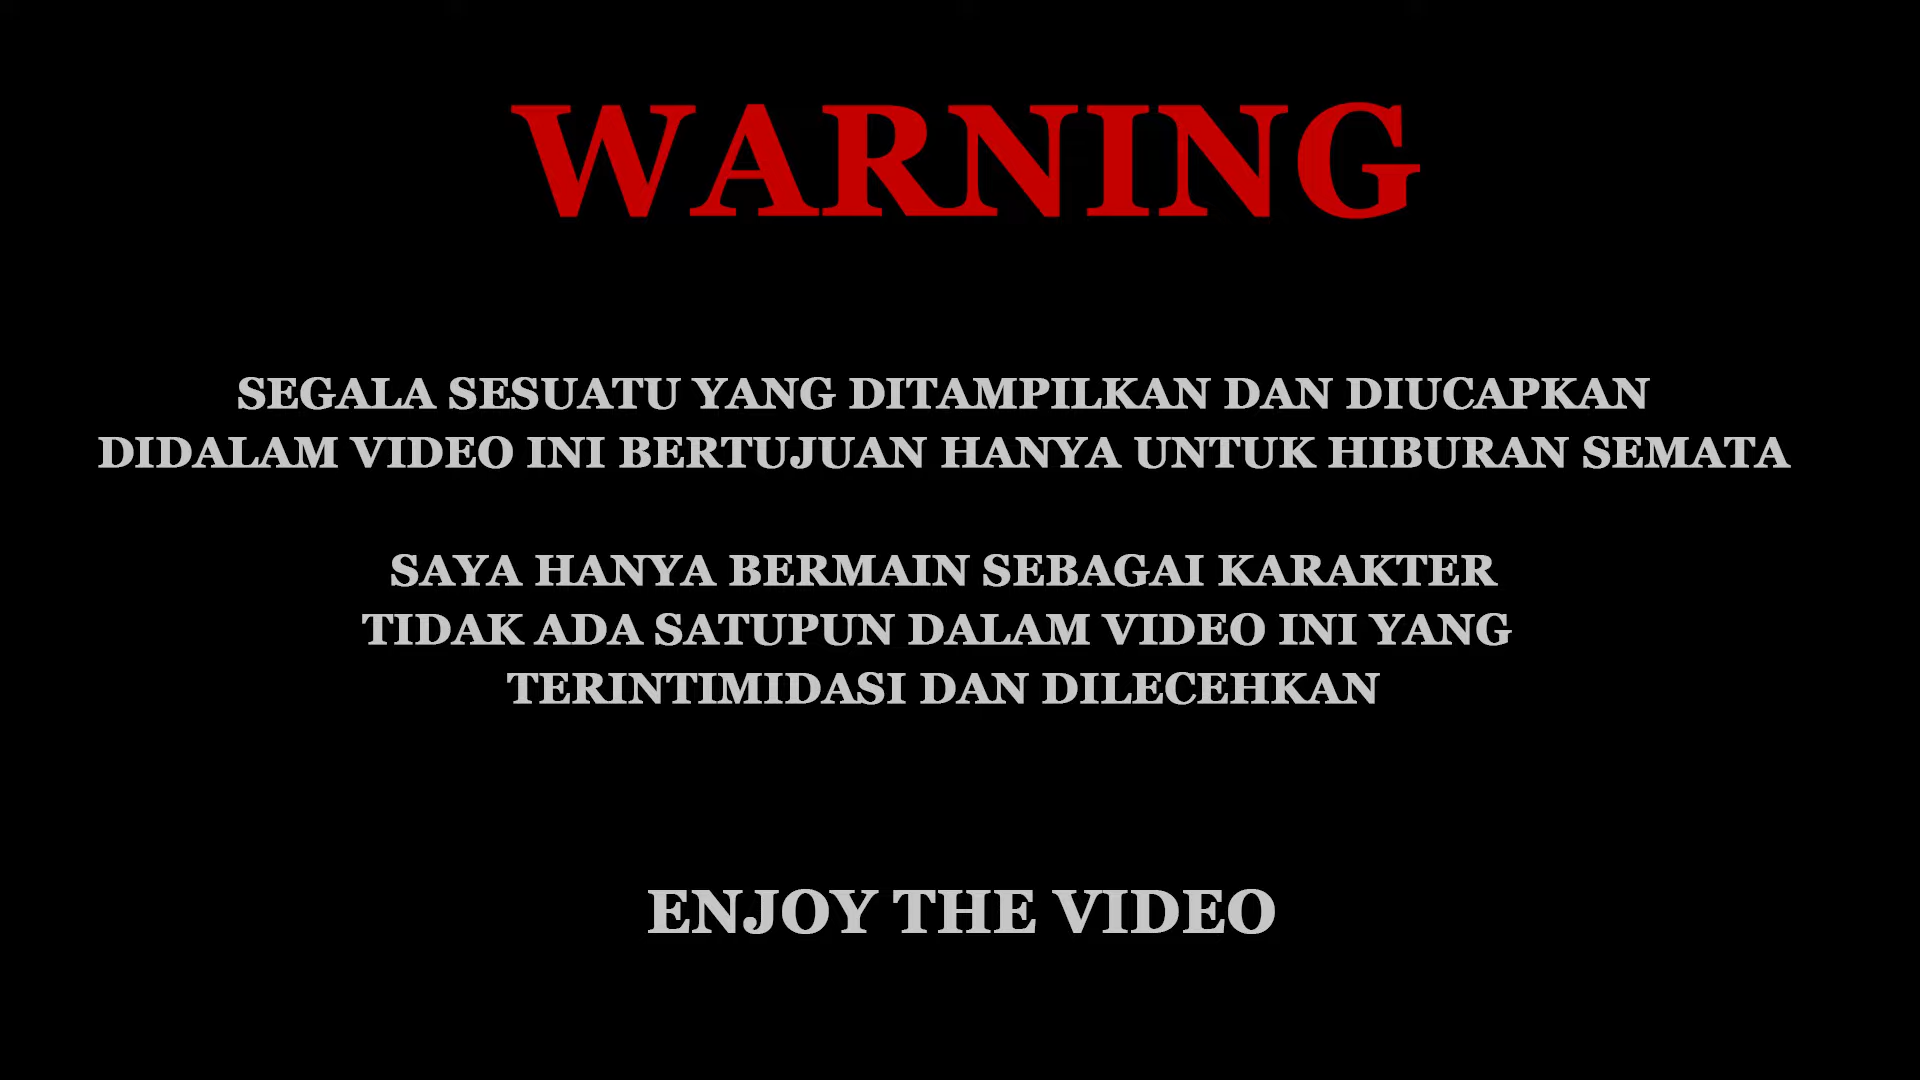 WARNING
SEGALA SESUATU YANG DITAMPILKAN DAN DIUCAPKAN
DIDALAM VIDEO INI BERTUJUAN HANYA UNTUK HIBURAN SEMATA
SAYA HANYA BERMAIN SEBAGAI KARAKTER
TIDAK ADA SATUPUN DALAM VIDEO INI YANG
TERINTIMIDASI DAN DILECEHKAN
ENJOY THE VIDEO